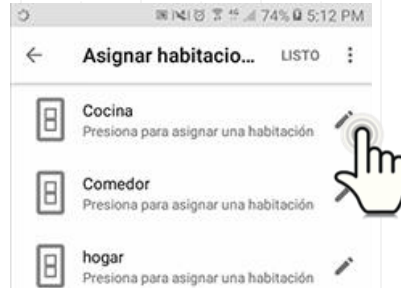 74% 5:12 PM
Asignar habitacio... LISTO
Cocina
Presiona para asignar una habitación
Comedor
Presiona para asignar una habitación
hogar
Presiona para asignar una habitación